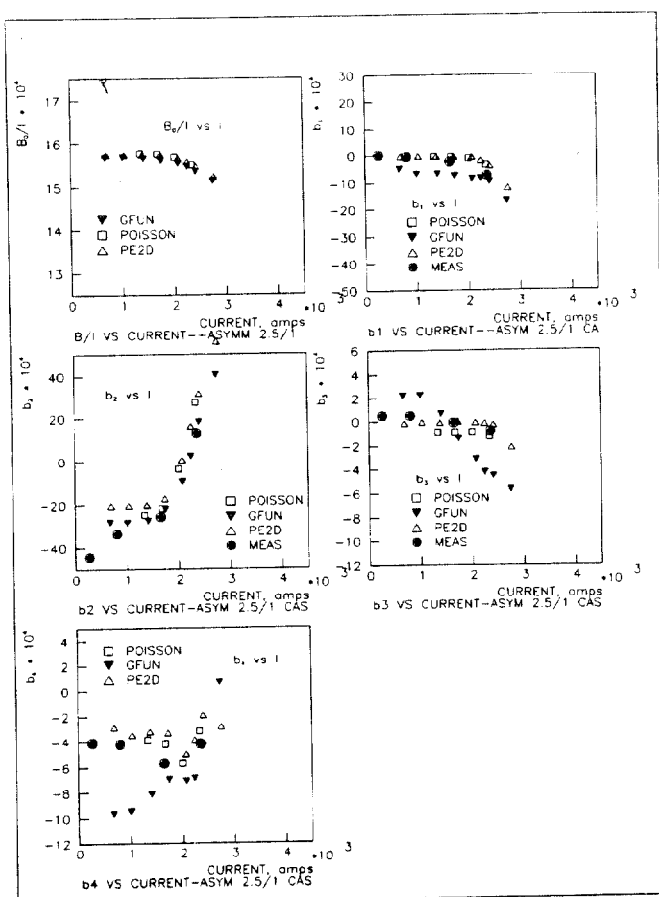 B₀/I * 10⁴
17
16
15
14
13
B₀/I vs I
GFUN
POISSON
PE2D
0 1 2 3 4
CURRENT, amps *10 3
B/I VS CURRENT--ASYMM 2.5/1
b₁ * 10⁴
30
20
10
0
-10
-20
-30
-40
-50
b₁ vs I
POISSON
GFUN
PE2D
MEAS
0 1 2 3 4
CURRENT, amps *10 3
b1 VS CURRENT--ASYM 2.5/1 CA
b₂ * 10⁴
40
20
0
-20
-40
b₂ vs I
POISSON
GFUN
PE2D
MEAS
0 1 2 3 4
CURRENT, amps *10 3
b2 VS CURRENT-ASYM 2.5/1 CAS
b₃ * 10⁴
6
4
2
0
-2
-4
-6
-8
-10
-12
b₃ vs I
POISSON
GFUN
PE2D
MEAS
0 1 2 3 4
CURRENT, amps *10 3
b3 VS CURRENT-ASYM 2.5/1 CAS
b₄ * 10⁴
4
2
0
-2
-4
-6
-8
-10
-12
POISSON
GFUN
PE2D
b₄ vs I
0 1 2 3 4
CURRENT, amps *10 3
b4 VS CURRENT-ASYM 2.5/1 CAS